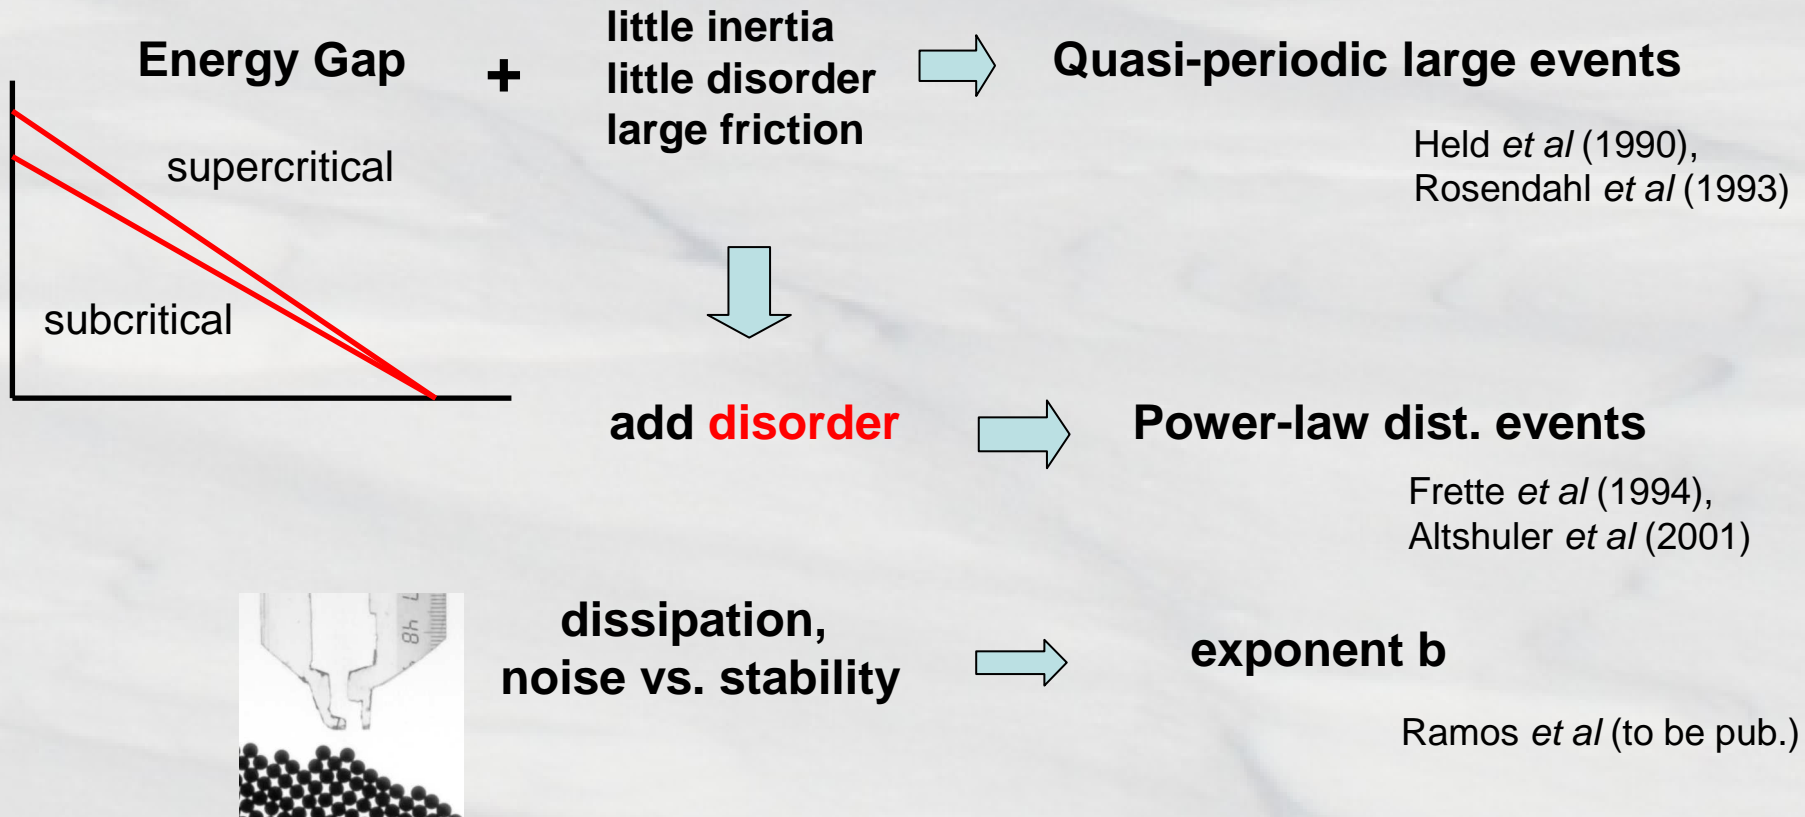 Energy Gap
+
little inertia
little disorder
large friction
Quasi-periodic large events
Held et al (1990),
Rosendahl et al (1993)
supercritical
subcritical
add disorder
Power-law dist. events
Frette et al (1994),
Altshuler et al (2001)
dissipation,
noise vs. stability
exponent b
Ramos et al (to be pub.)
48